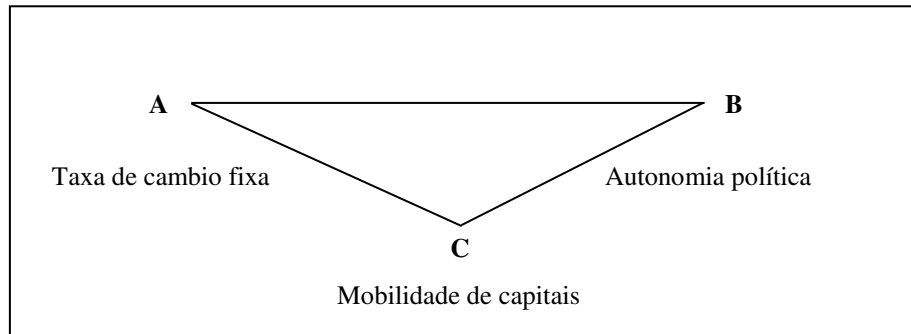 A B
Taxa de cambio fixa Autonomia política
C
Mobilidade de capitais